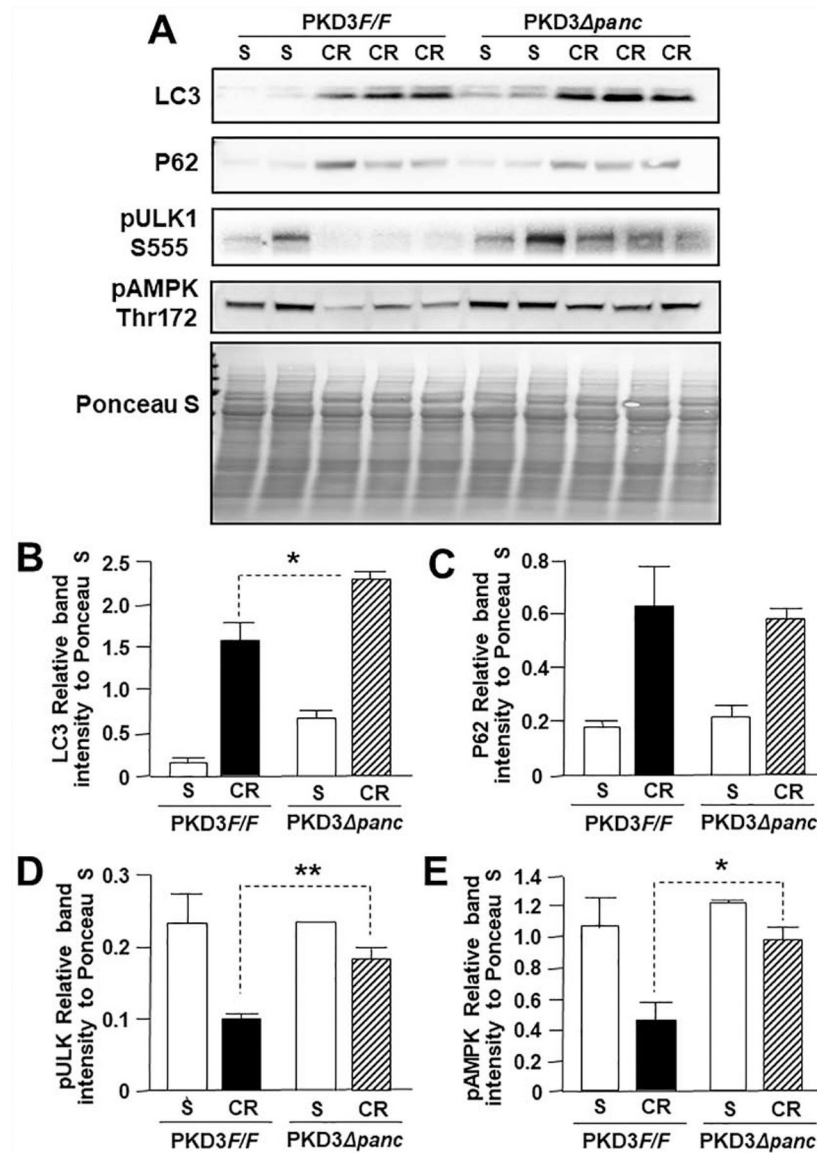 A
PKD3F/F PKD3Δpanc
S S CR CR CR S S CR CR CR
LC3
P62
pULK1
S555
pAMPK
Thr172
Ponceau S
B
LC3 Relative band
intensity to Ponceau S
2.5
2.0
1.5
1.0
0.5
0
*
S CR S CR
PKD3F/F PKD3Δpanc
C
P62 Relative band
intensity to Ponceau S
0.8
0.6
0.4
0.2
0
S CR S CR
PKD3F/F PKD3Δpanc
D
pULK Relative band
intensity to Ponceau S
0.3
0.2
0.1
0
**
S CR S CR
PKD3F/F PKD3Δpanc
E
pAMPK Relative band
intensity to Ponceau S
1.4
1.2
1.0
0.8
0.6
0.4
0.2
0
*
S CR S CR
PKD3F/F PKD3Δpanc